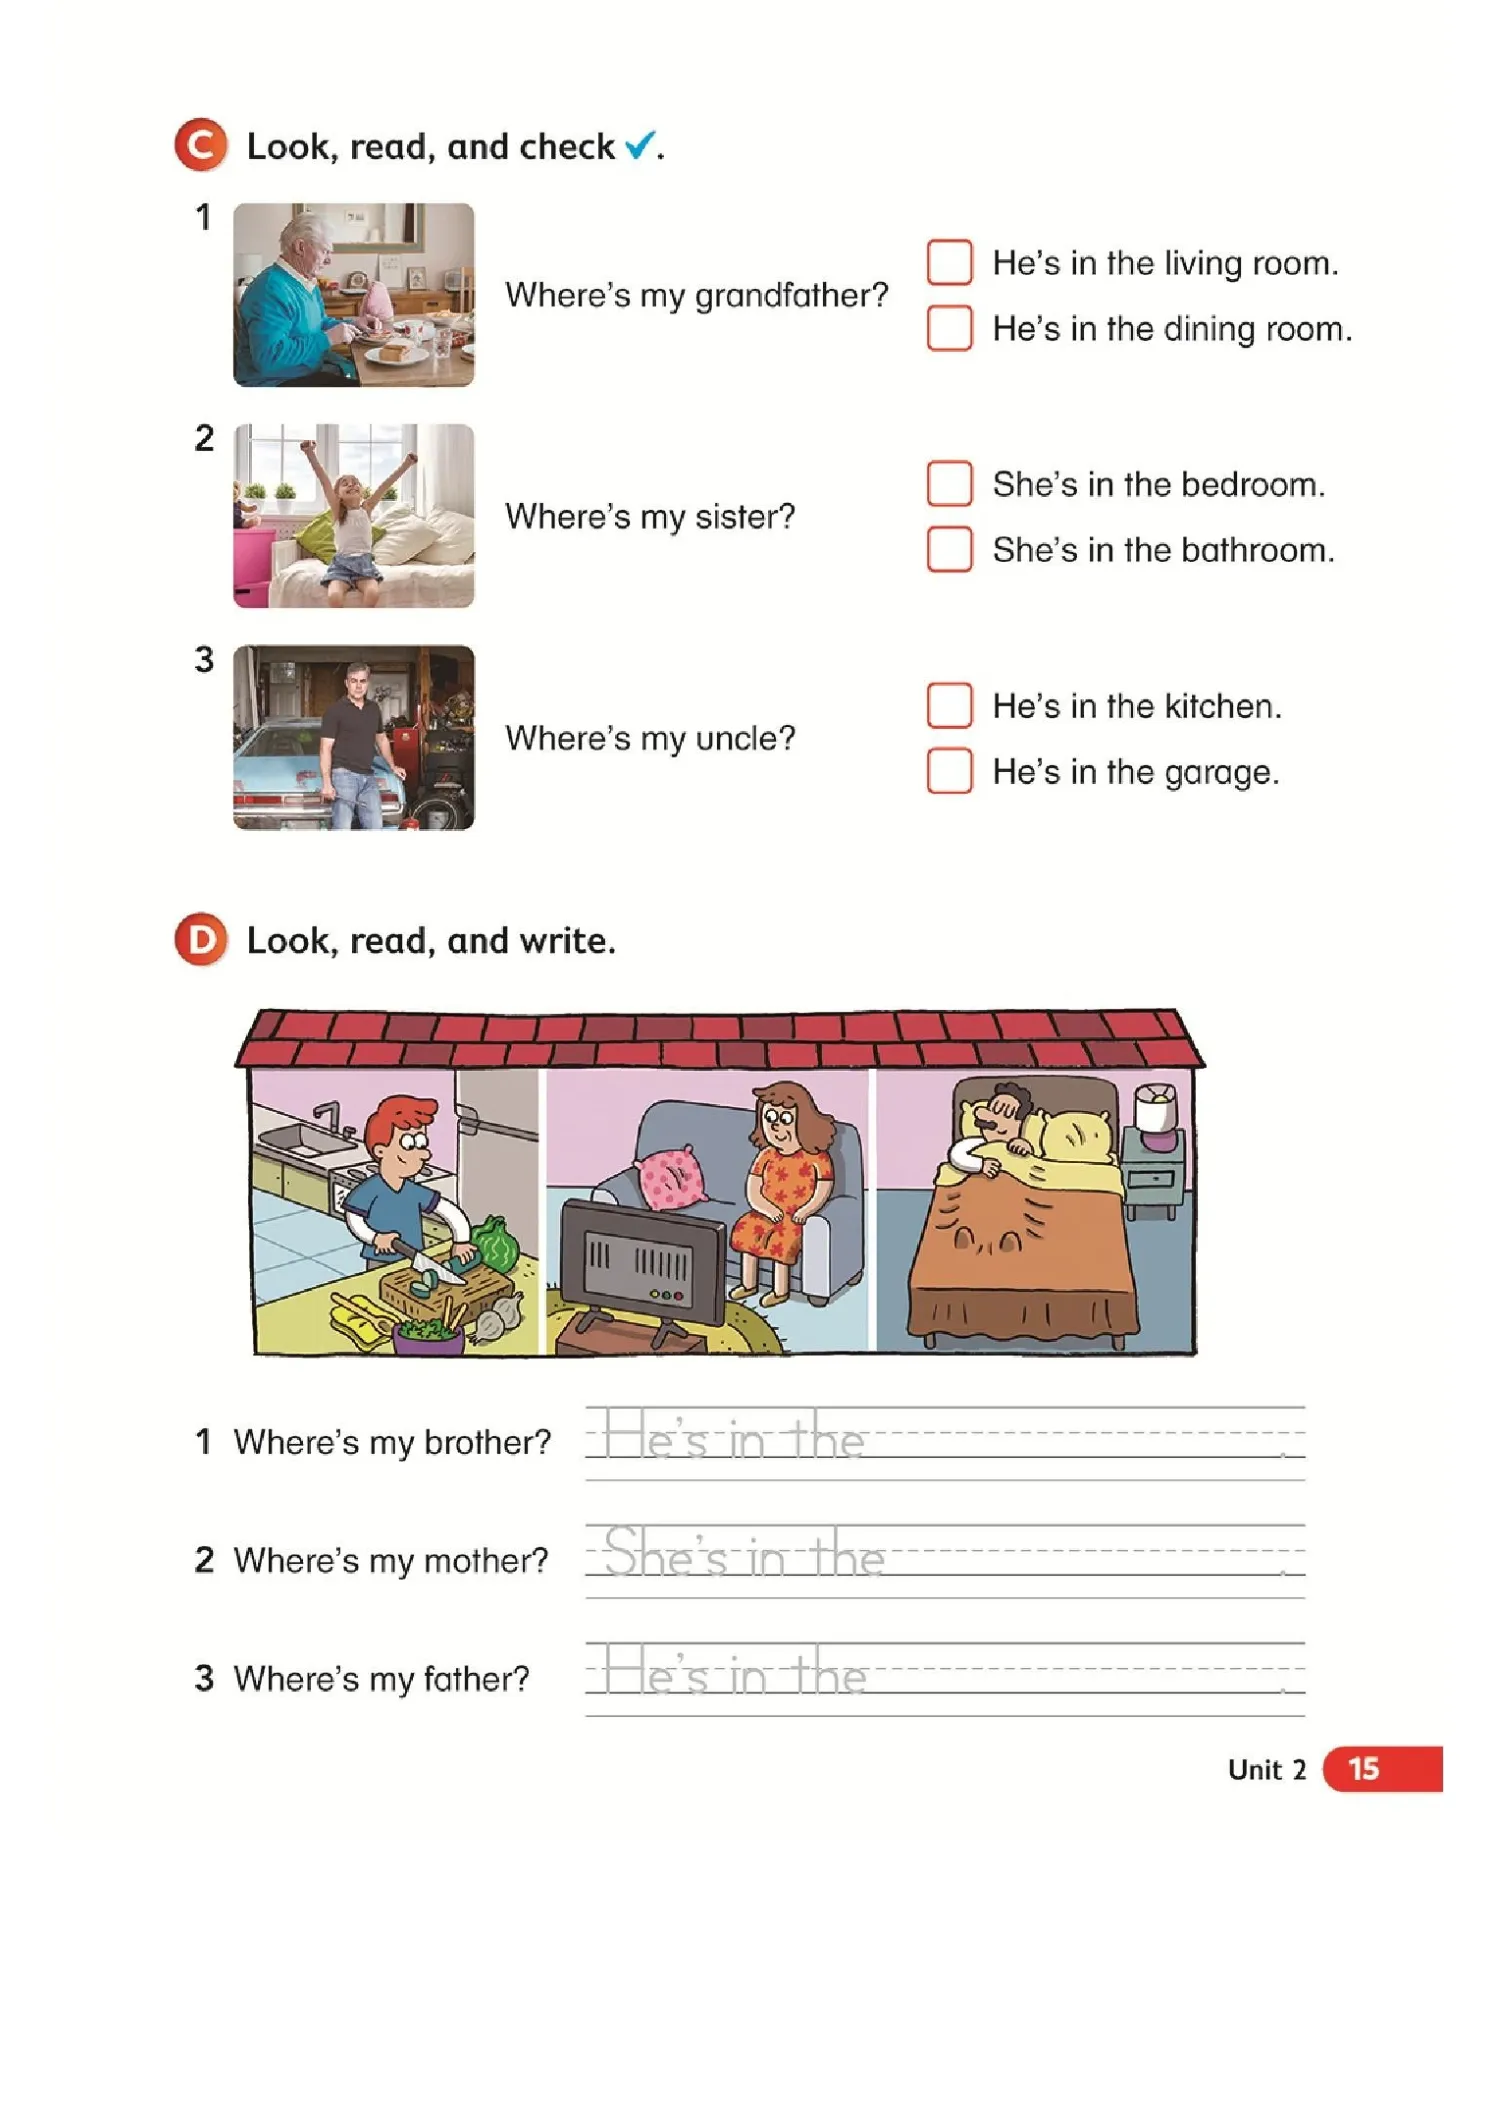 C Look, read, and check ✓.
1
Where's my grandfather?
He's in the living room.
He's in the dining room.
2
Where's my sister?
She's in the bedroom.
She's in the bathroom.
3
Where's my uncle?
He's in the kitchen.
He's in the garage.
D Look, read, and write.
1 Where's my brother? He's in the .
2 Where's my mother? She's in the .
3 Where's my father? He's in the .
Unit 2 15